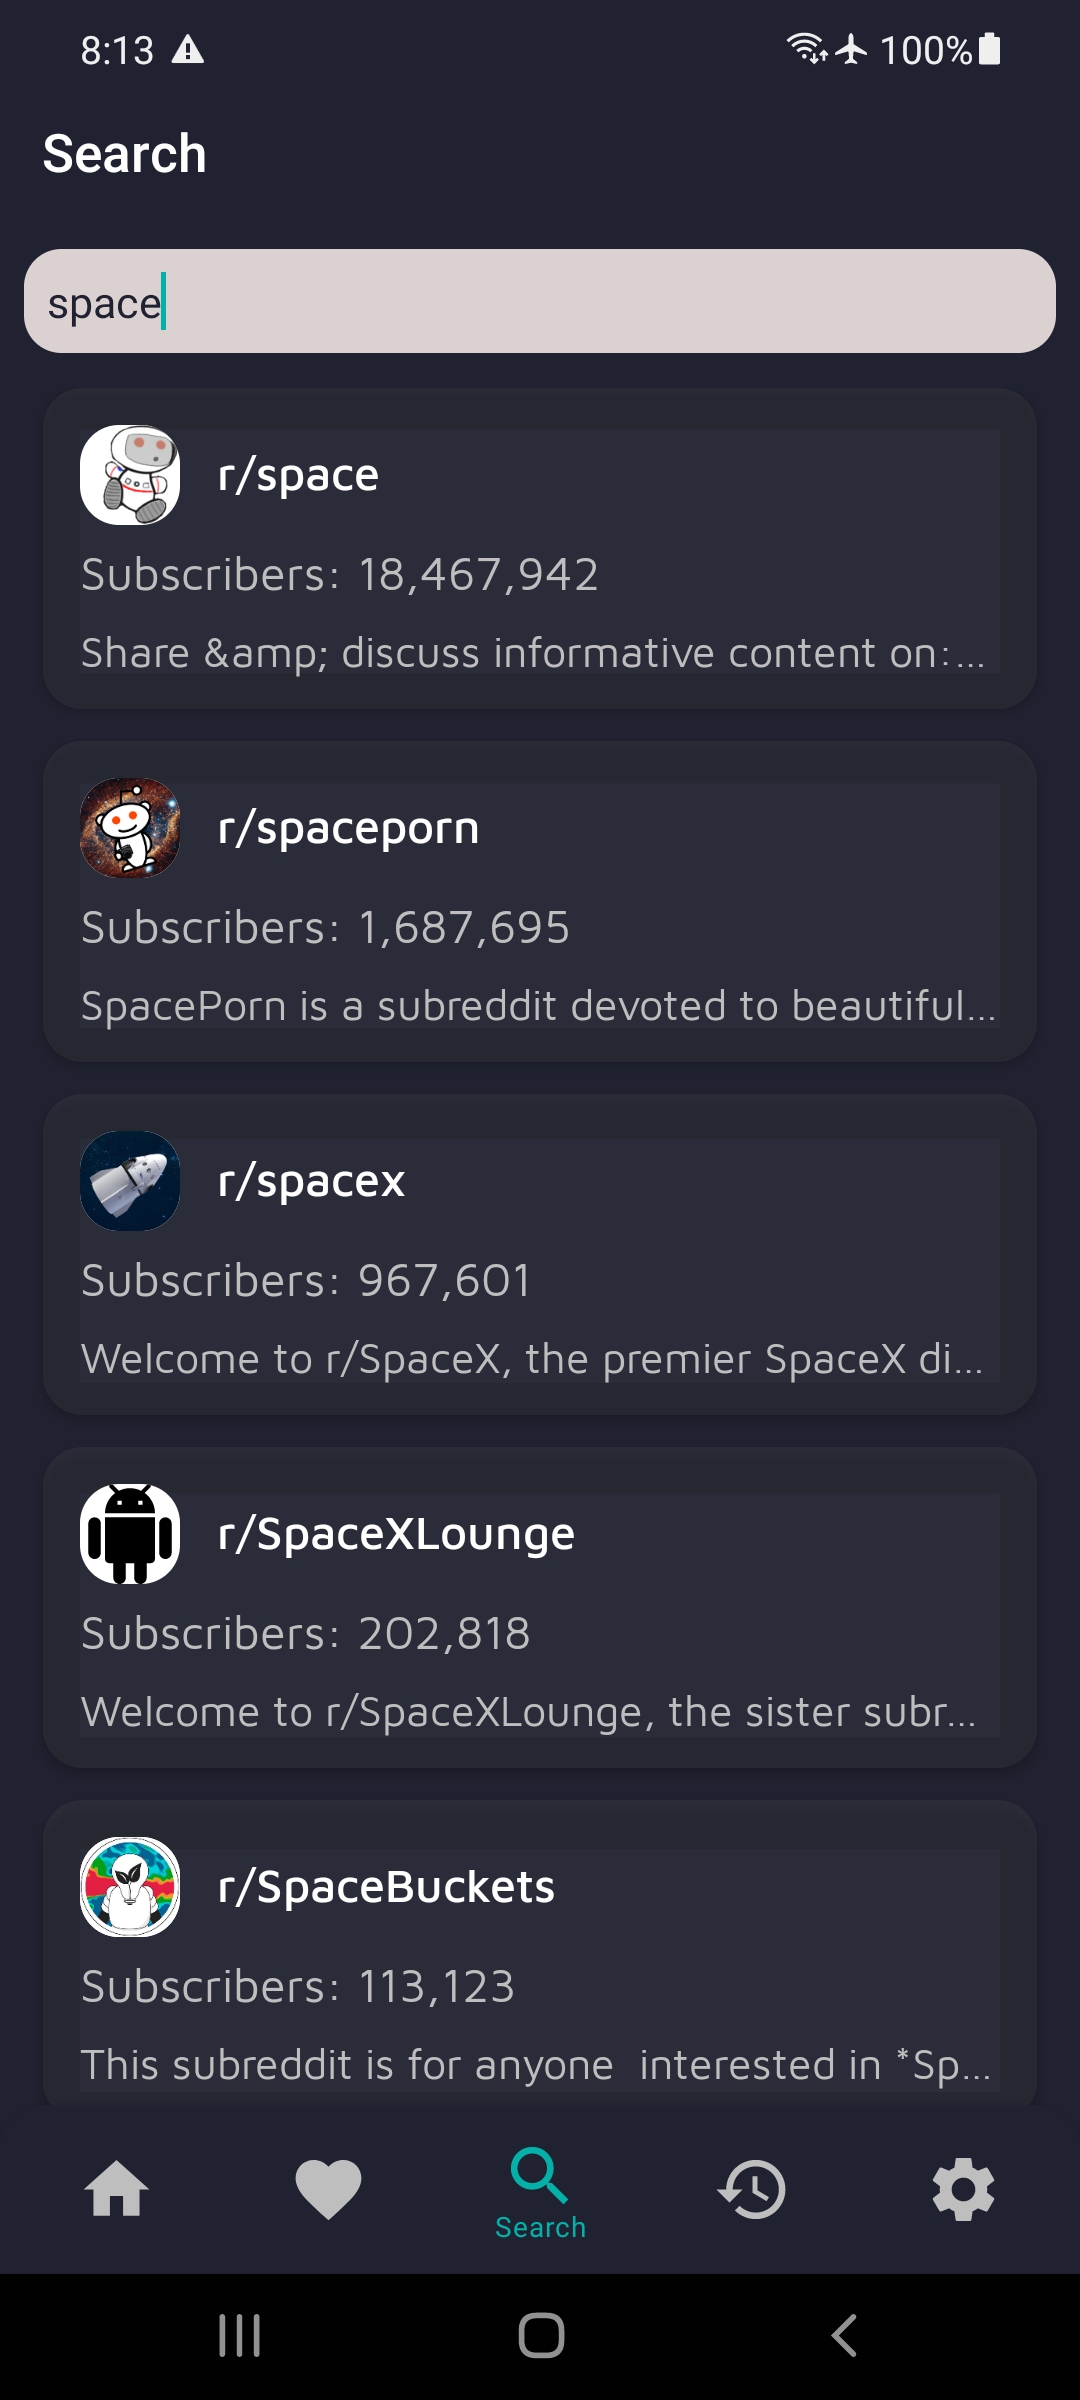 8:13 100%
Search
space
r/space
Subscribers: 18,467,942
Share &amp; discuss informative content on:...
r/spaceporn
Subscribers: 1,687,695
SpacePorn is a subreddit devoted to beautiful...
r/spacex
Subscribers: 967,601
Welcome to r/SpaceX, the premier SpaceX di...
r/SpaceXLounge
Subscribers: 202,818
Welcome to r/SpaceXLounge, the sister subr...
r/SpaceBuckets
Subscribers: 113,123
This subreddit is for anyone  interested in *Sp...
Search